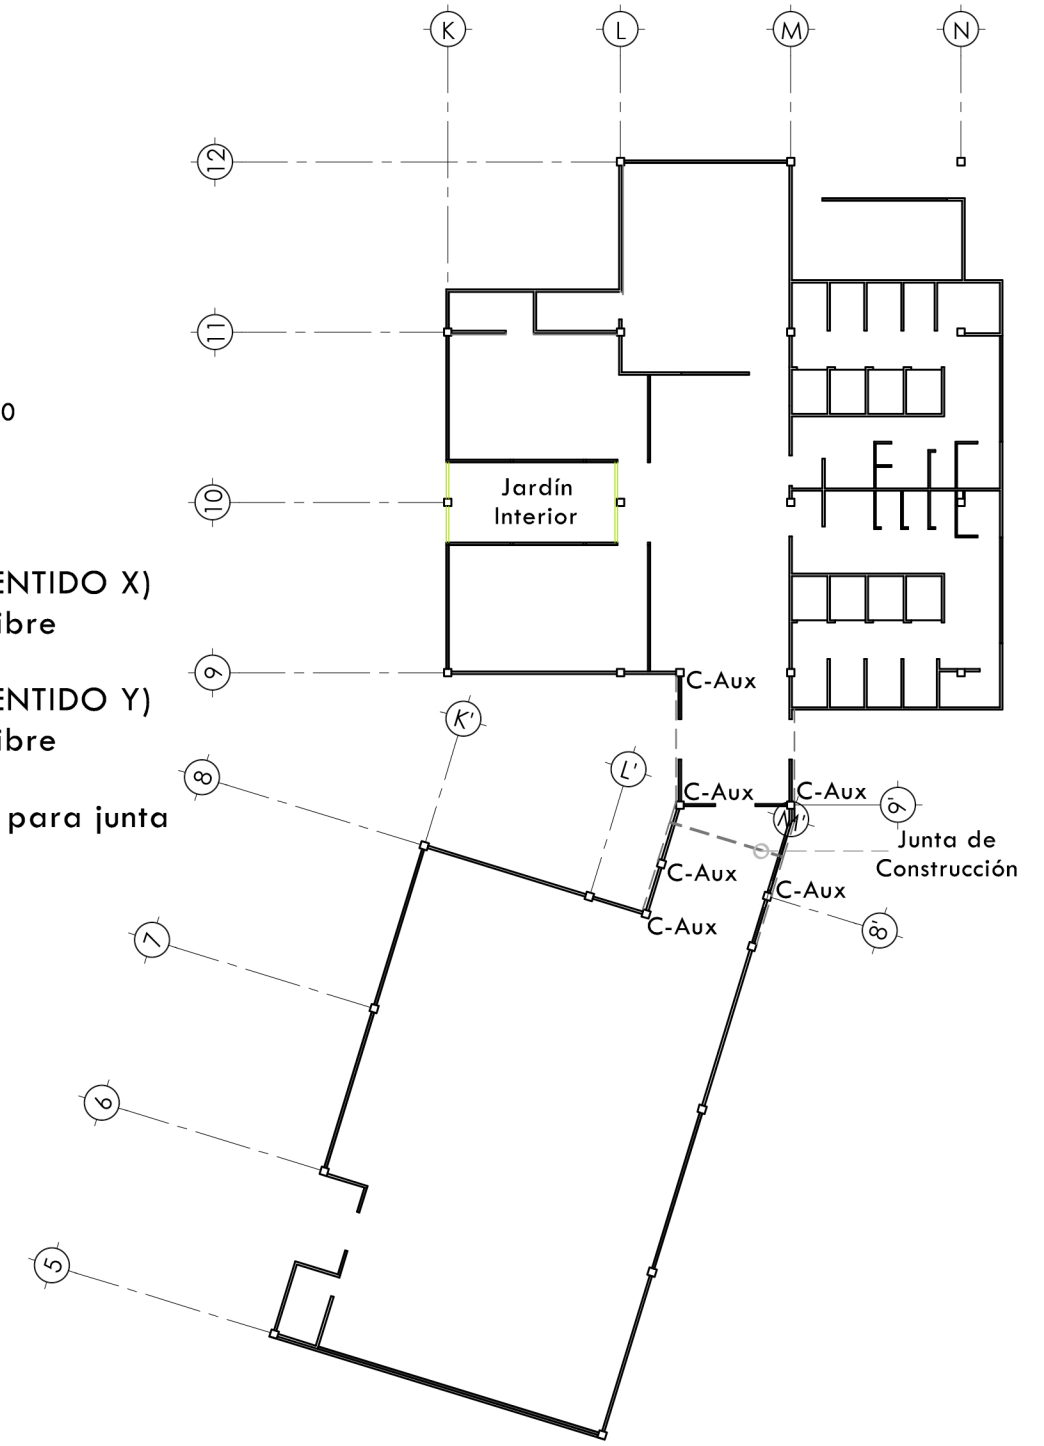 K
L
M
N
12
11
O
10
Jardín
Interior
ENTIDO X)
ibre
9
C-Aux
ENTIDO Y)
ibre
K'
L'
8
C-Aux
C-Aux
9'
M'
para junta
Junta de
Construcción
C-Aux
C-Aux
C-Aux
8'
7
6
5